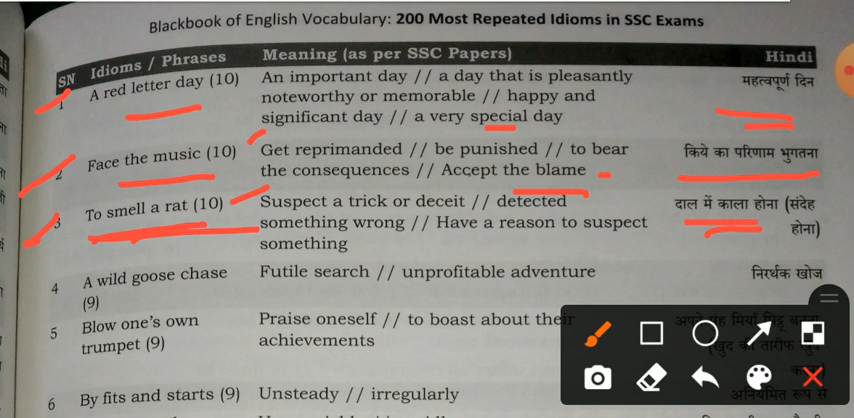 Blackbook of English Vocabulary: 200 Most Repeated Idioms in SSC Exams
SN Idioms / Phrases Meaning (as per SSC Papers) Hindi
1 A red letter day (10) An important day // a day that is pleasantly महत्वपूर्ण दिन
noteworthy or memorable // happy and
significant day // a very special day
2 Face the music (10) Get reprimanded // be punished // to bear किये का परिणाम भुगतना
the consequences // Accept the blame
3 To smell a rat (10) Suspect a trick or deceit // detected दाल में काला होना (संदेह
something wrong // Have a reason to suspect होना)
something
4 A wild goose chase Futile search // unprofitable adventure निरर्थक खोज
(9)
5 Blow one's own Praise oneself // to boast about their
trumpet (9) achievements
6 By fits and starts (9) Unsteady // irregularly अनियमित रूप से